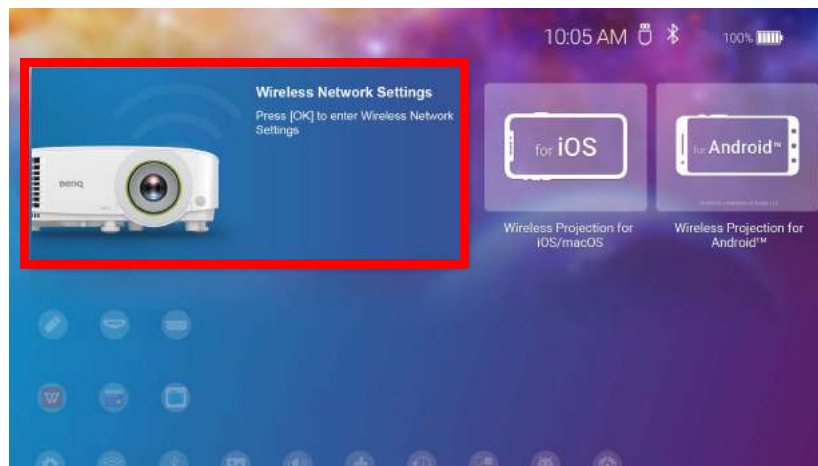 10:05 AM
100%
Wireless Network Settings
Press [OK] to enter Wireless Network
Settings
BenQ
for iOS
for Android™
Wireless Projection for
iOS/macOS
Wireless Projection for
Android™
W